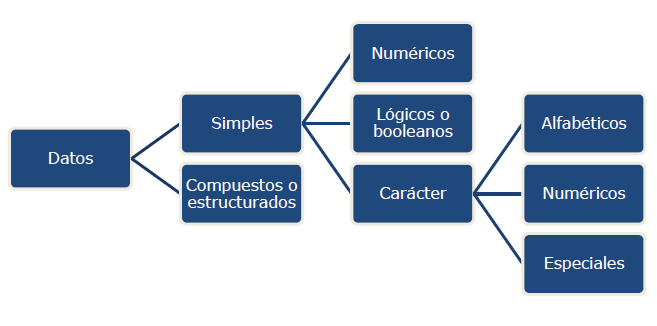 Datos
Simples
Compuestos o
estructurados
Numéricos
Lógicos o
booleanos
Carácter
Alfabéticos
Numéricos
Especiales